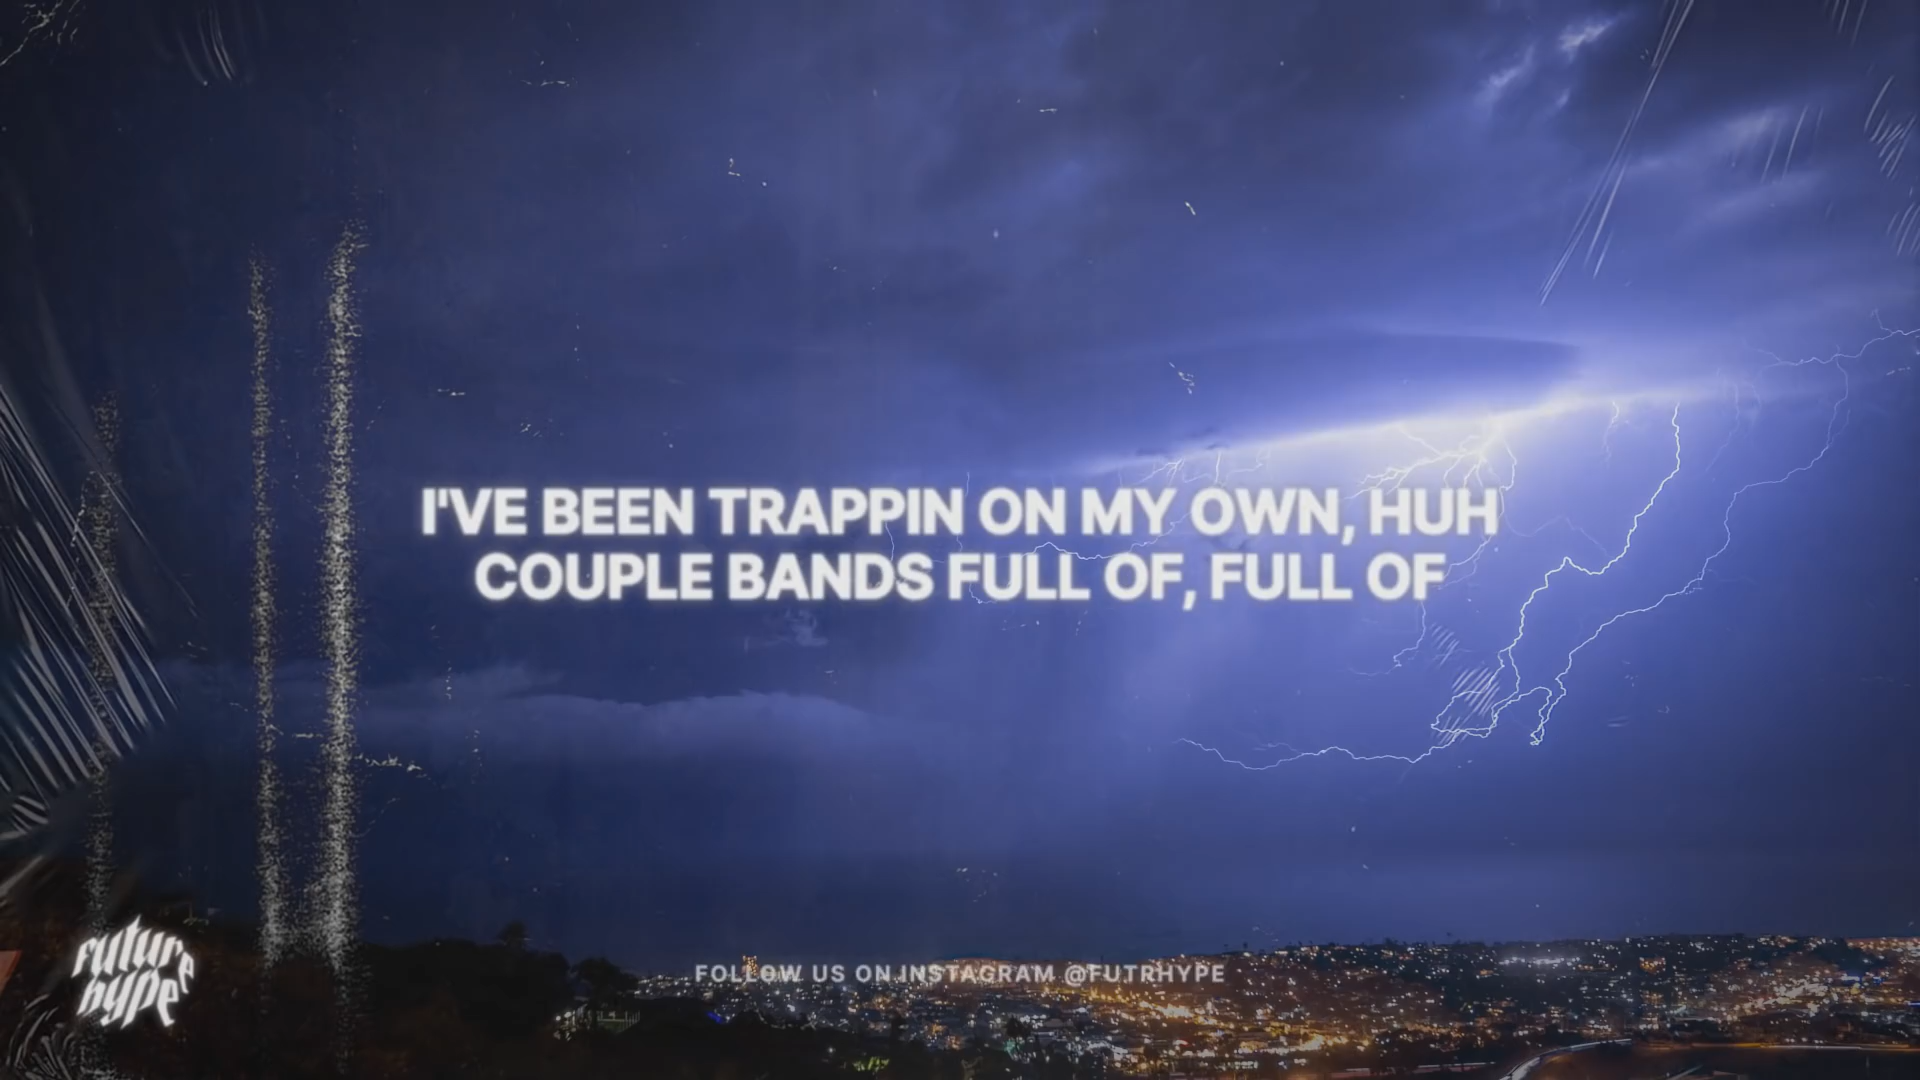 I'VE BEEN TRAPPIN ON MY OWN, HUH
COUPLE BANDS FULL OF, FULL OF
FOLLOW US ON INSTAGRAM @FUTRHYPE
future
hype